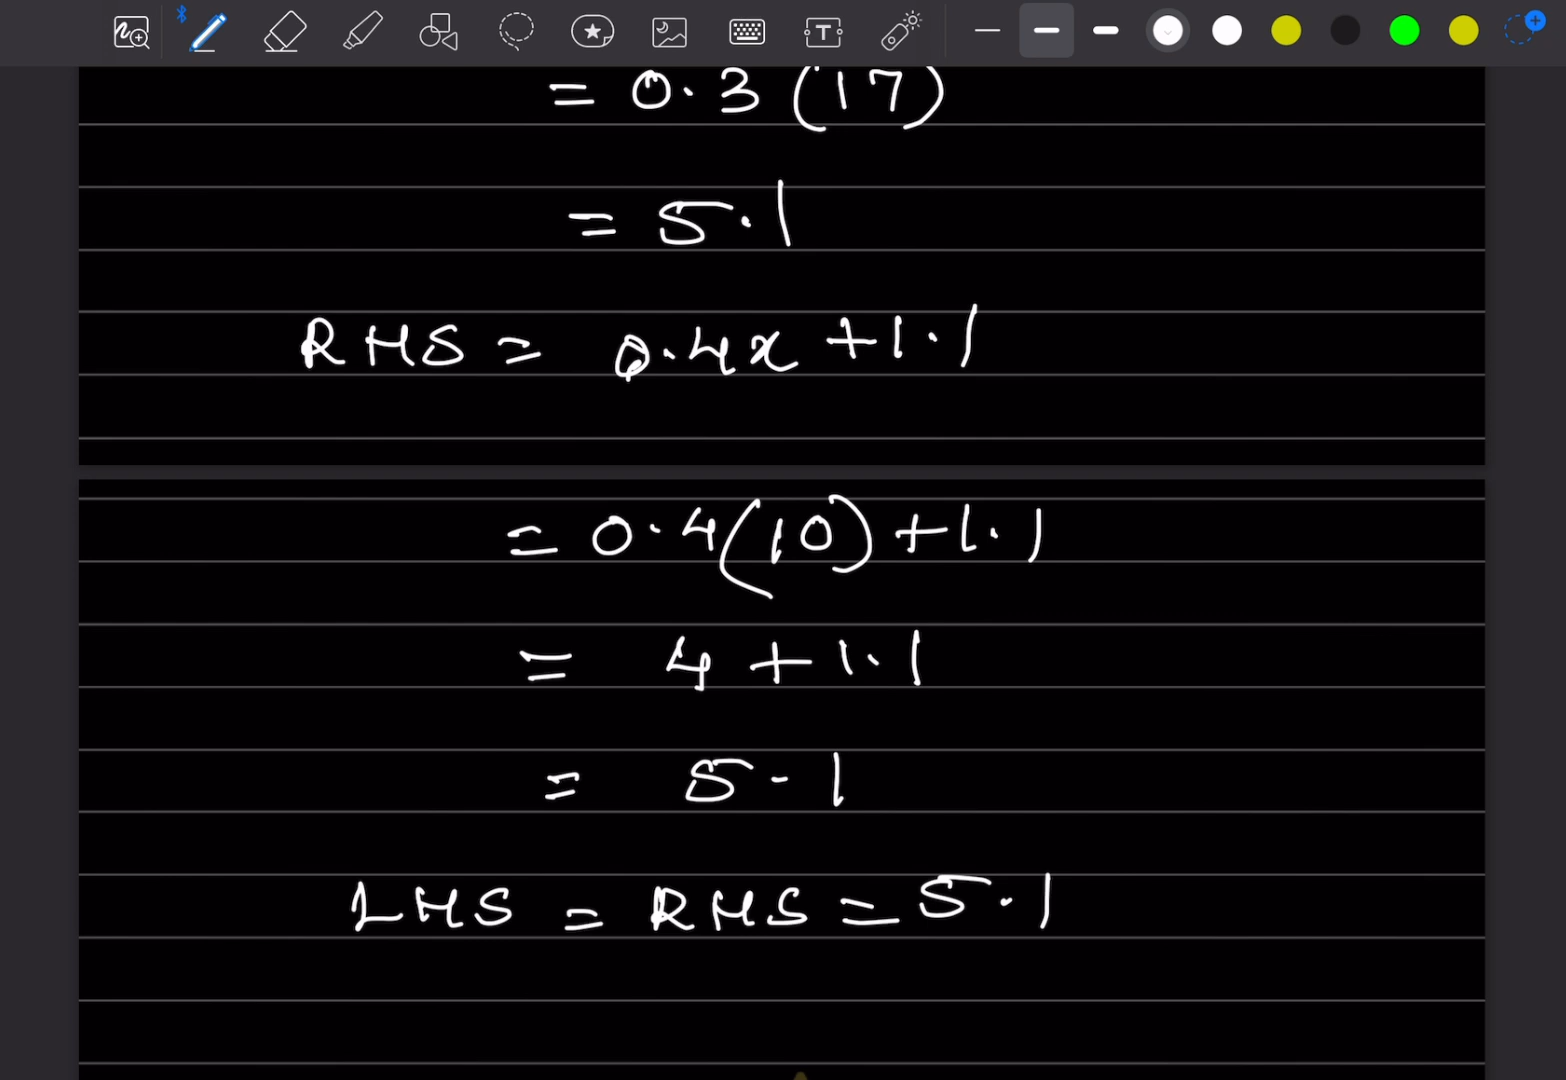 = 0.3 (17)
= 5.1
RHS = 0.4x + 1.1
= 0.4(10) + 1.1
= 4 + 1.1
= 5.1
LHS = RHS = 5.1